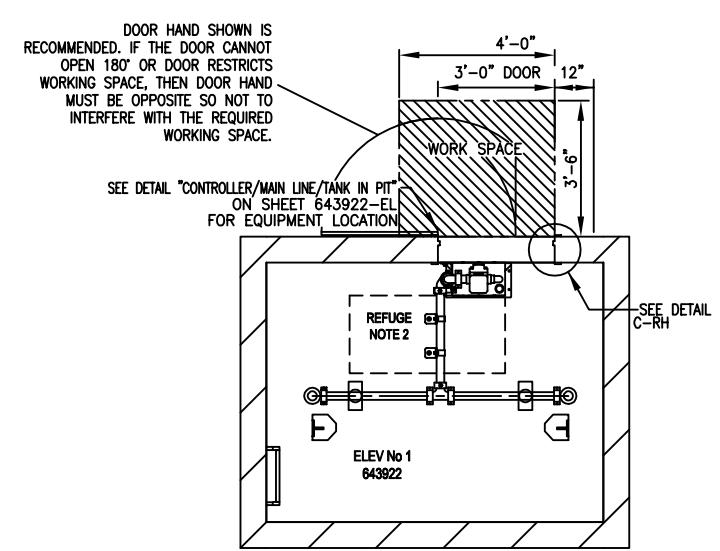 DOOR HAND SHOWN IS
RECOMMENDED. IF THE DOOR CANNOT
OPEN 180° OR DOOR RESTRICTS
WORKING SPACE, THEN DOOR HAND
MUST BE OPPOSITE SO NOT TO
INTERFERE WITH THE REQUIRED
WORKING SPACE.
4'-0"
3'-0" DOOR
12"
WORK SPACE
3'-6"
SEE DETAIL "CONTROLLER/MAIN LINE/TANK IN PIT"
ON SHEET 643922-EL
FOR EQUIPMENT LOCATION
SEE DETAIL
C-RH
REFUGE
NOTE 2
ELEV No 1
643922